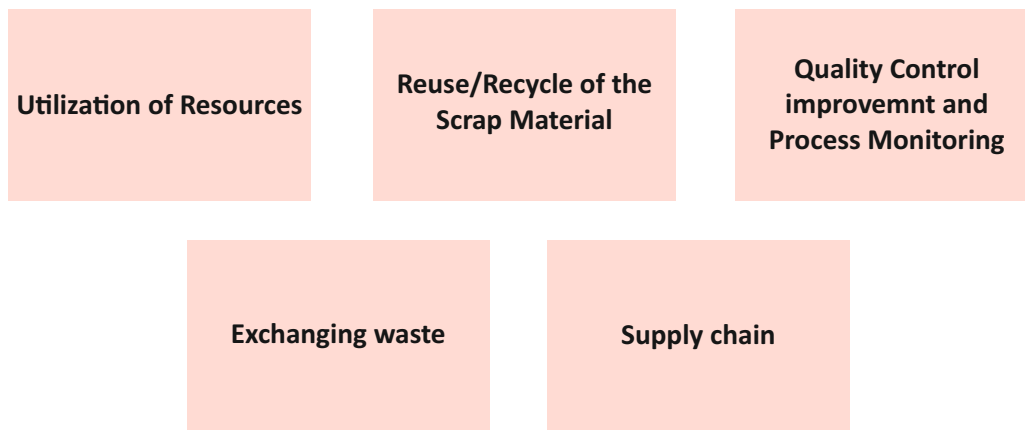 Utilization of Resources
Reuse/Recycle of the
Scrap Material
Quality Control
improvemnt and
Process Monitoring
Exchanging waste
Supply chain